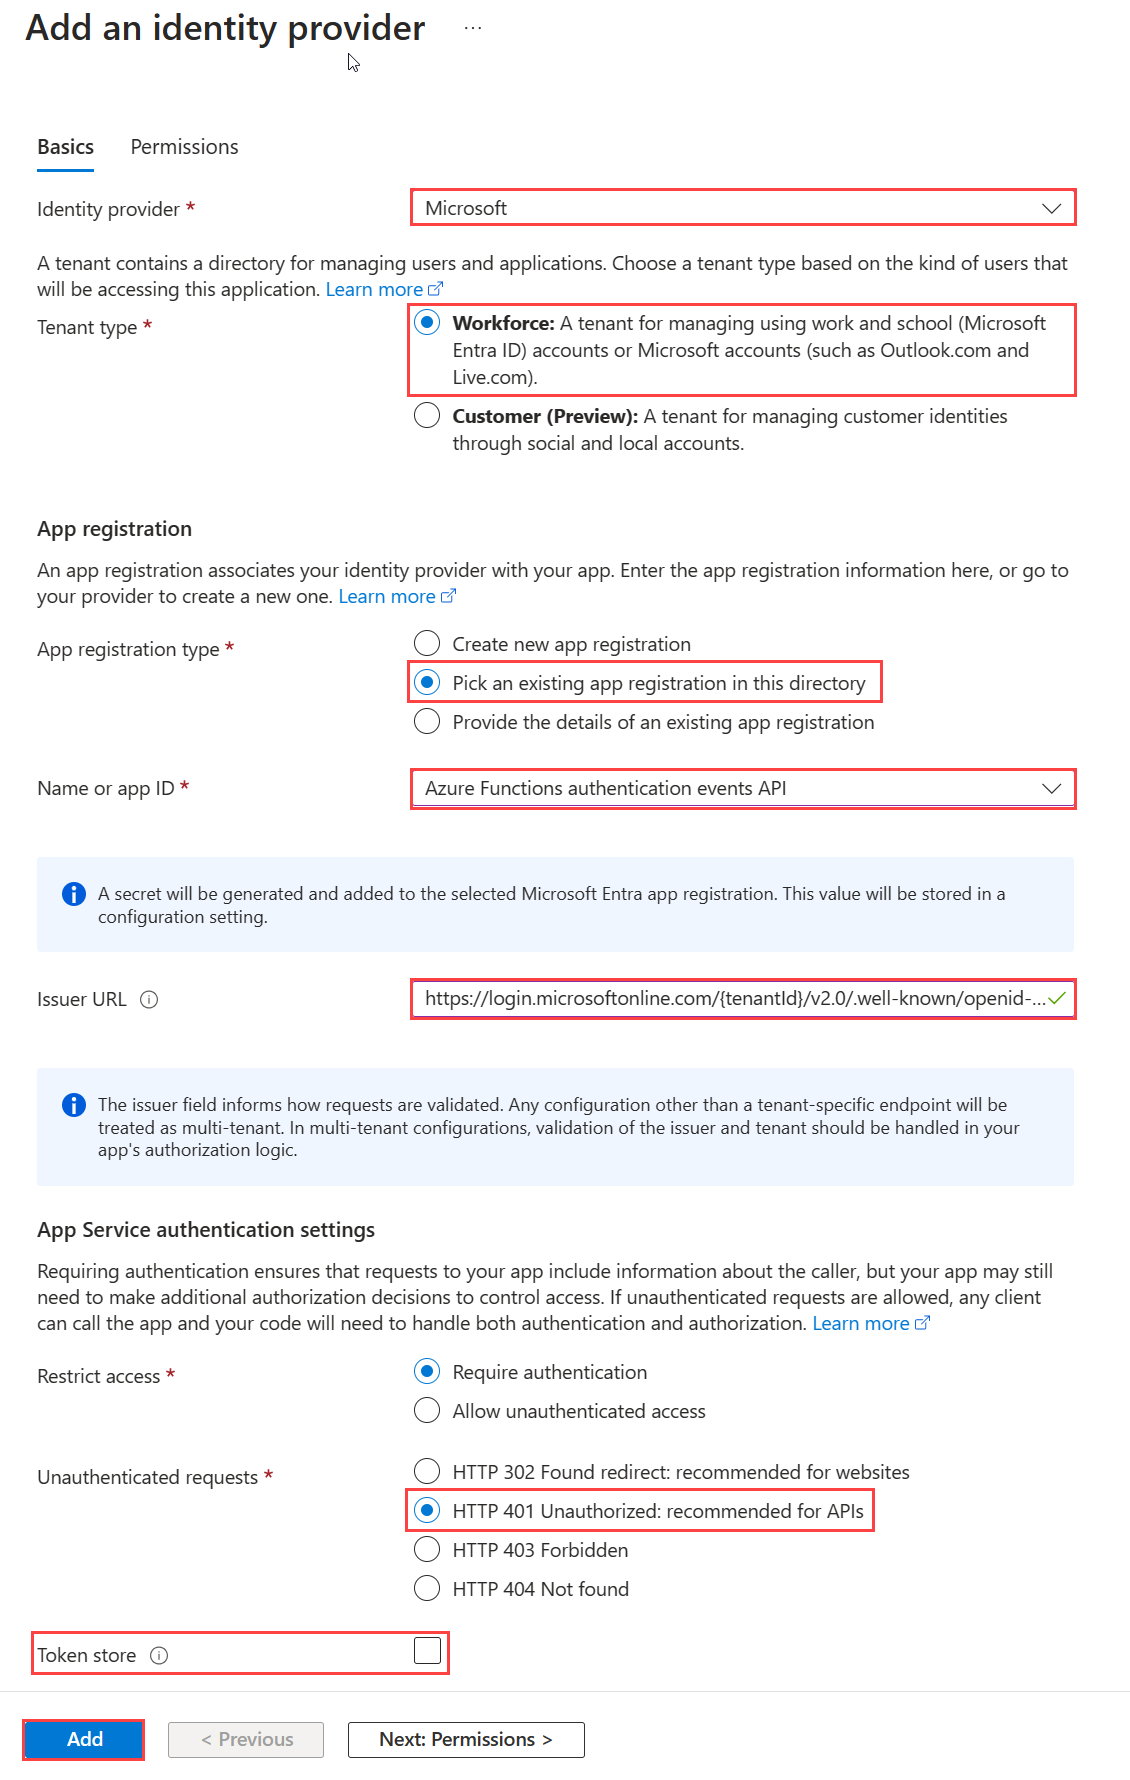 Add an identity provider ...
Basics Permissions
Identity provider * Microsoft
A tenant contains a directory for managing users and applications. Choose a tenant type based on the kind of users that
will be accessing this application. Learn more
Tenant type *
Workforce: A tenant for managing using work and school (Microsoft
Entra ID) accounts or Microsoft accounts (such as Outlook.com and
Live.com).
Customer (Preview): A tenant for managing customer identities
through social and local accounts.
App registration
An app registration associates your identity provider with your app. Enter the app registration information here, or go to
your provider to create a new one. Learn more
App registration type *
Create new app registration
Pick an existing app registration in this directory
Provide the details of an existing app registration
Name or app ID * Azure Functions authentication events API
A secret will be generated and added to the selected Microsoft Entra app registration. This value will be stored in a
configuration setting.
Issuer URL https://login.microsoftonline.com/{tenantId}/v2.0/.well-known/openid-...
The issuer field informs how requests are validated. Any configuration other than a tenant-specific endpoint will be
treated as multi-tenant. In multi-tenant configurations, validation of the issuer and tenant should be handled in your
app's authorization logic.
App Service authentication settings
Requiring authentication ensures that requests to your app include information about the caller, but your app may still
need to make additional authorization decisions to control access. If unauthenticated requests are allowed, any client
can call the app and your code will need to handle both authentication and authorization. Learn more
Restrict access *
Require authentication
Allow unauthenticated access
Unauthenticated requests *
HTTP 302 Found redirect: recommended for websites
HTTP 401 Unauthorized: recommended for APIs
HTTP 403 Forbidden
HTTP 404 Not found
Token store
Add < Previous Next: Permissions >